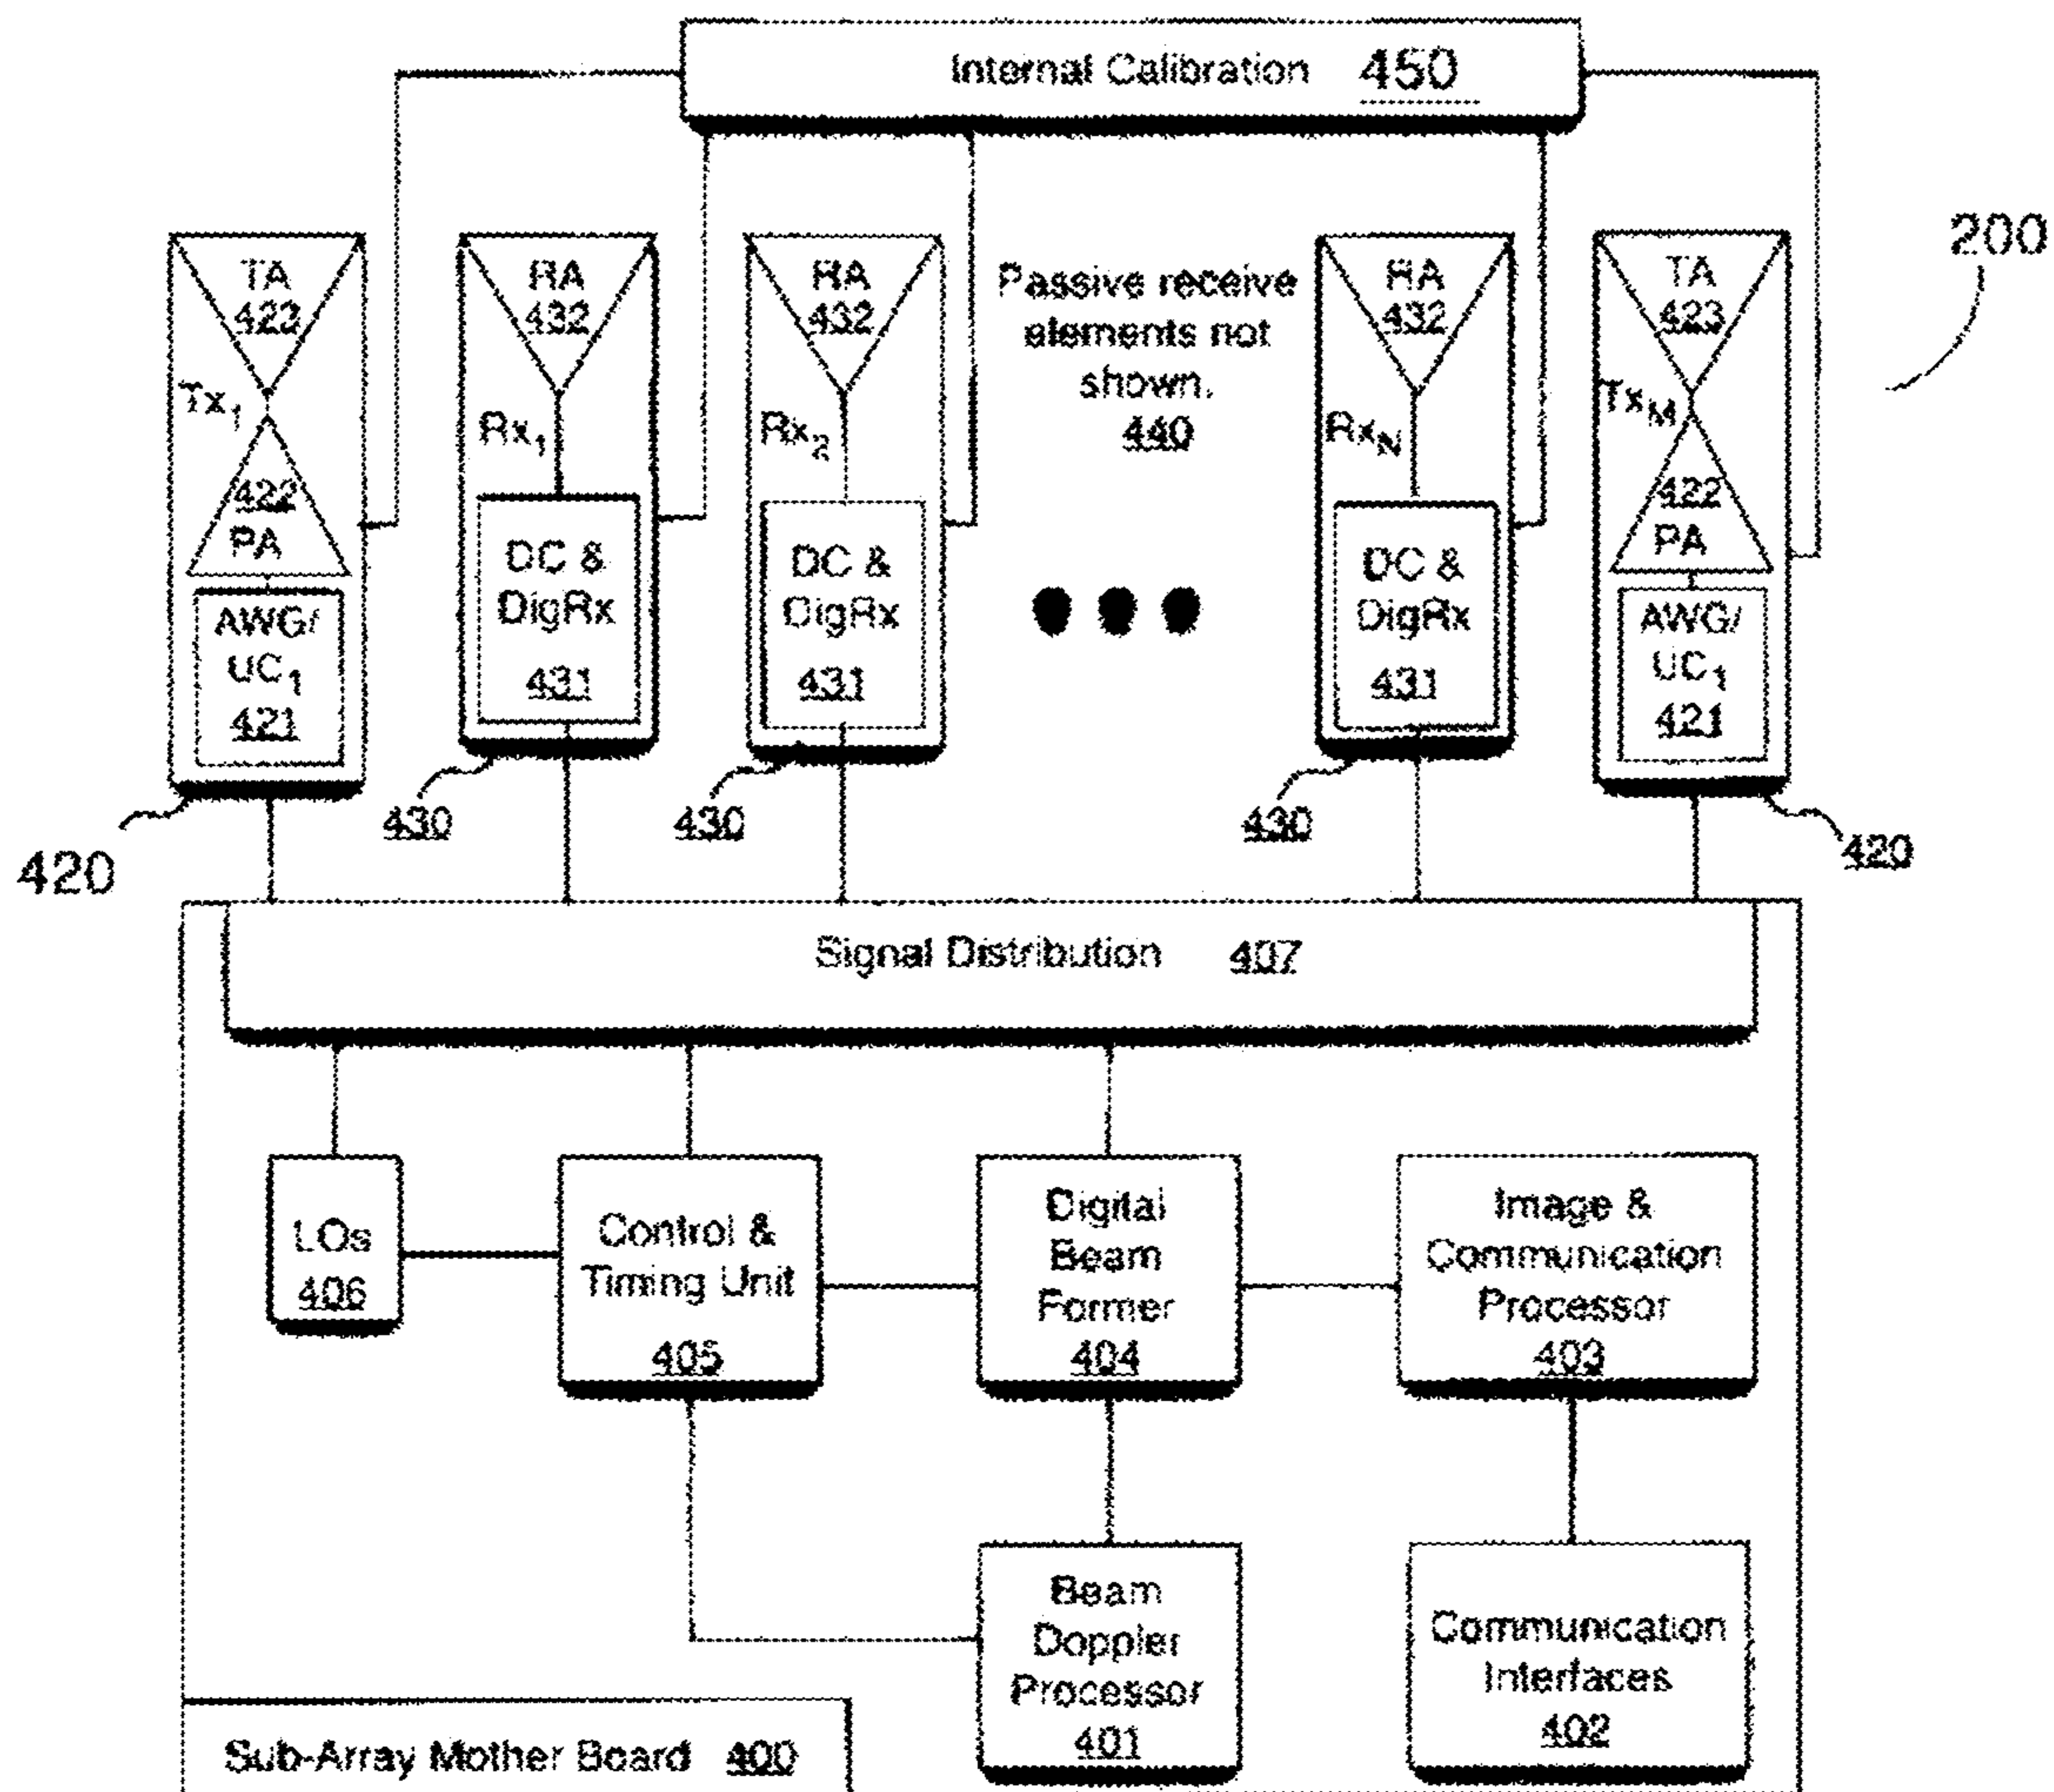 Internal Calibration 450
200
TA
423
Tx1
422
PA
AWG/
UC1
421
420
RA
432
Rx1
DC &
DigRx
431
430
RA
432
Rx2
DC &
DigRx
431
430
Passive receive
elements not
shown.
440
RA
432
RxN
DC &
DigRx
431
430
TA
423
TxM
422
PA
AWG/
UC1
421
420
Signal Distribution 407
LOs
406
Control &
Timing Unit
405
Digital
Beam
Former
404
Image &
Communication
Processor
403
Beam
Doppler
Processor
401
Communication
Interfaces
402
Sub-Array Mother Board 400